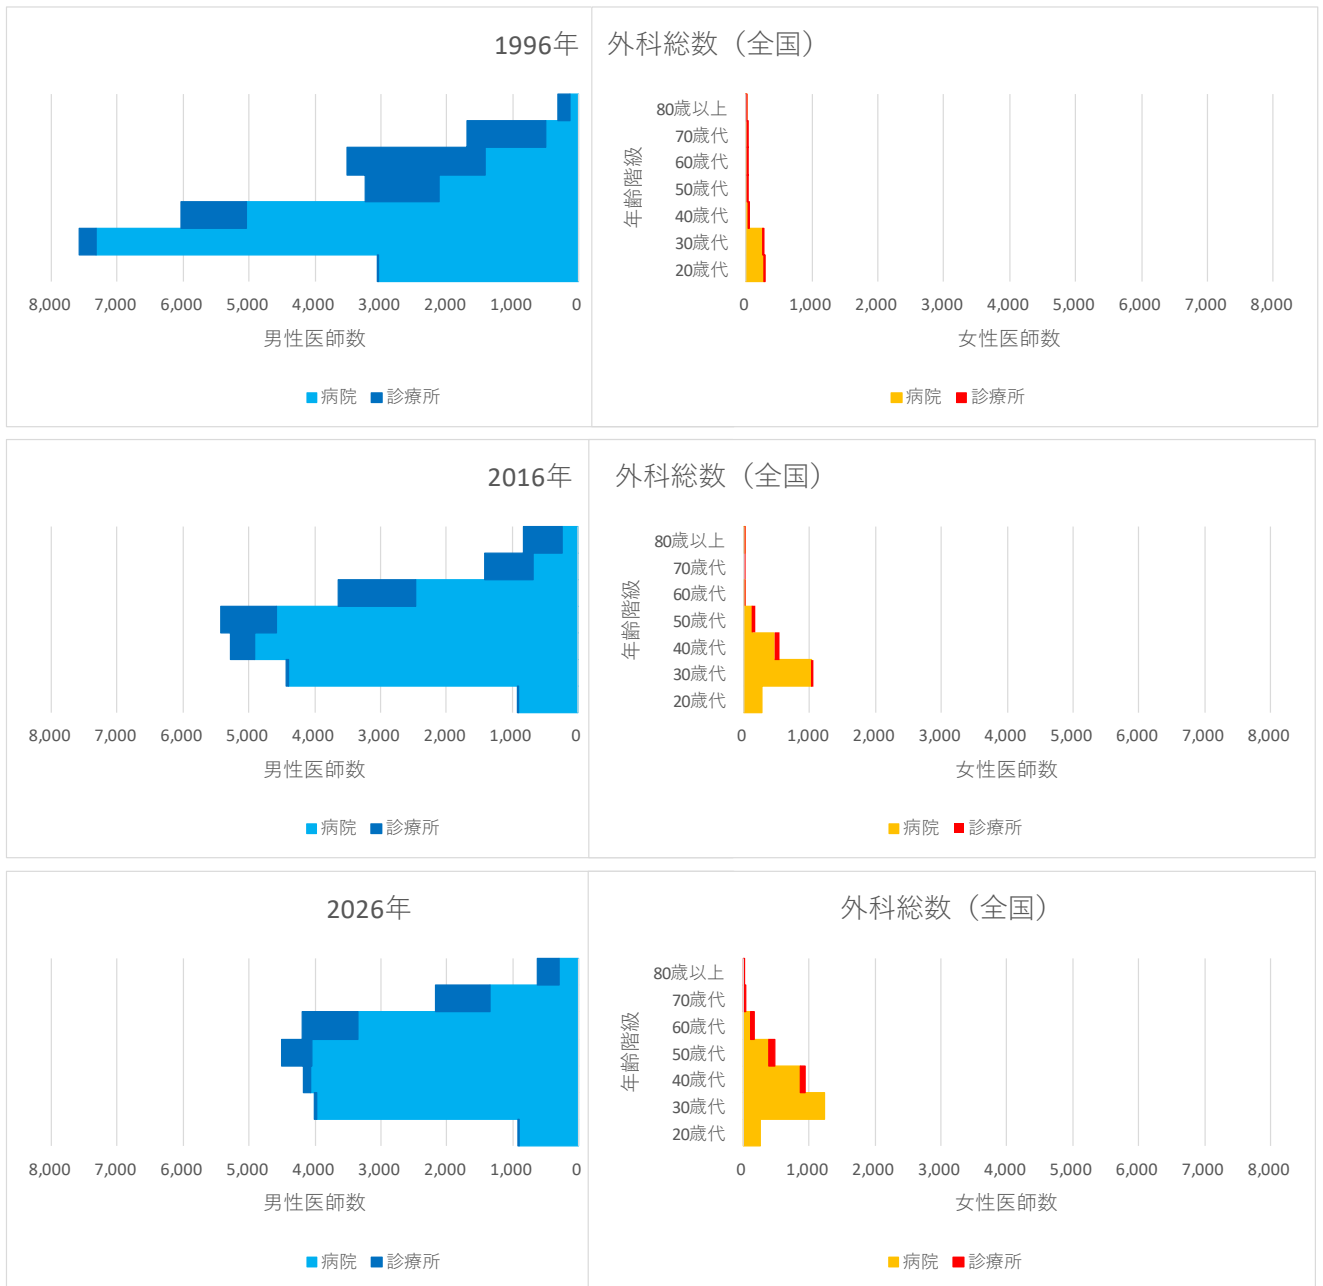 1996年 外科総数（全国）
80歳以上
70歳代
60歳代
50歳代
40歳代
30歳代
20歳代
年齢階級
8,000 7,000 6,000 5,000 4,000 3,000 2,000 1,000 0
0 1,000 2,000 3,000 4,000 5,000 6,000 7,000 8,000
男性医師数
女性医師数
病院 診療所
病院 診療所
2016年 外科総数（全国）
80歳以上
70歳代
60歳代
50歳代
40歳代
30歳代
20歳代
年齢階級
8,000 7,000 6,000 5,000 4,000 3,000 2,000 1,000 0
0 1,000 2,000 3,000 4,000 5,000 6,000 7,000 8,000
男性医師数
女性医師数
病院 診療所
病院 診療所
2026年 外科総数（全国）
80歳以上
70歳代
60歳代
50歳代
40歳代
30歳代
20歳代
年齢階級
8,000 7,000 6,000 5,000 4,000 3,000 2,000 1,000 0
0 1,000 2,000 3,000 4,000 5,000 6,000 7,000 8,000
男性医師数
女性医師数
病院 診療所
病院 診療所